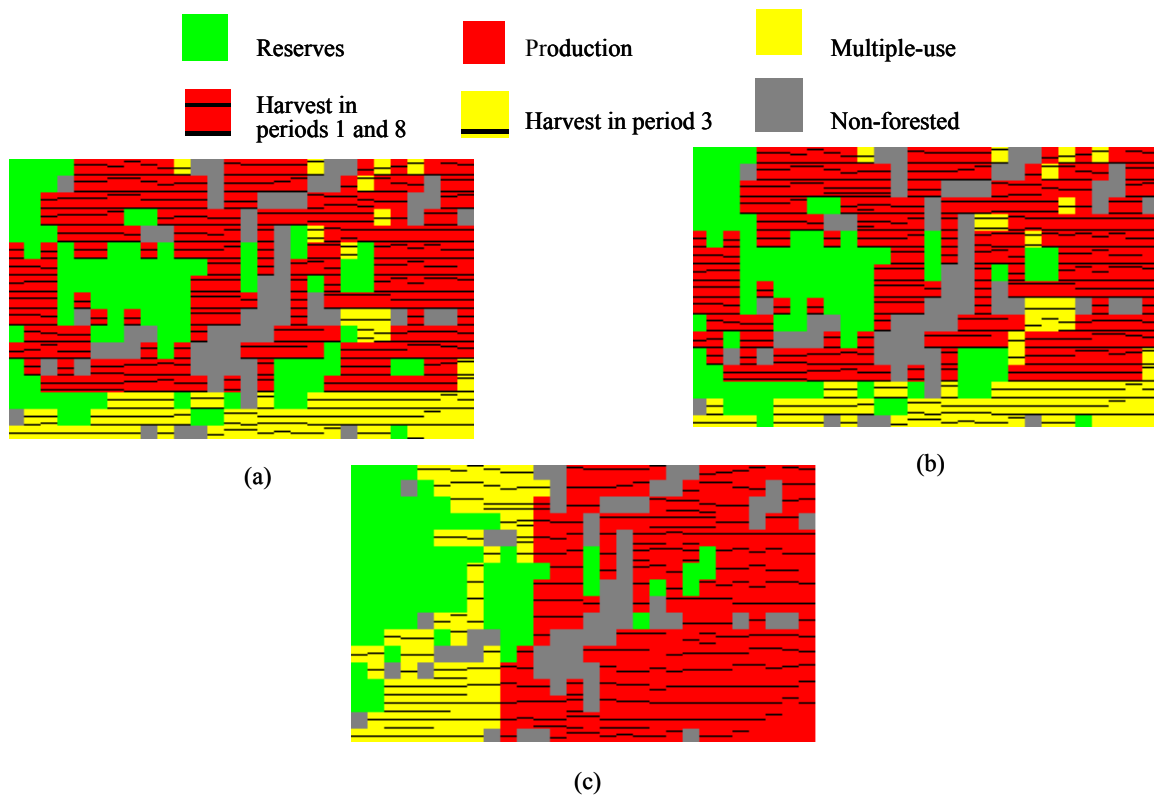 Reserves
Production
Multiple-use
Harvest in
periods 1 and 8
Harvest in period 3
Non-forested
(a)
(b)
(c)